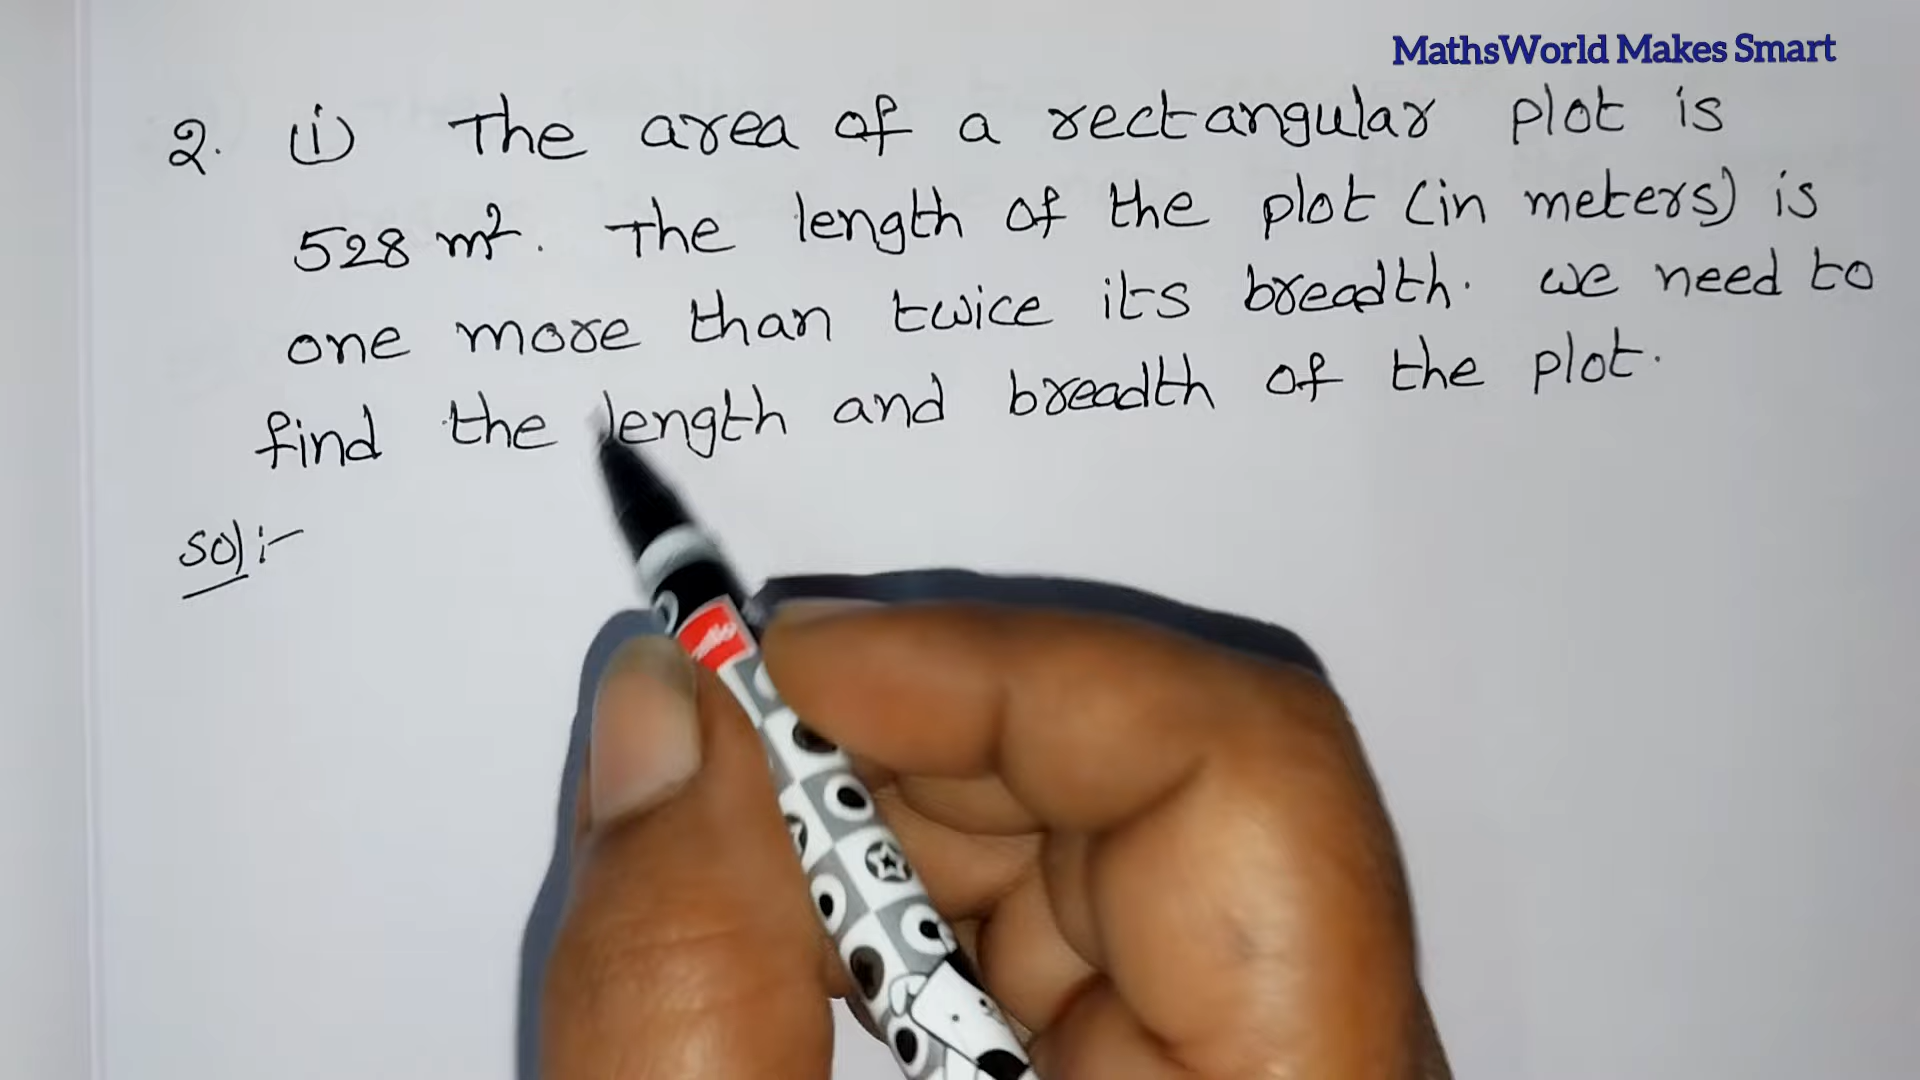 MathsWorld Makes Smart
2. (i) The area of a rectangular plot is
528 m². The length of the plot (in meters) is
one more than twice its breadth. we need to
find the length and breadth of the plot.
Sol:-